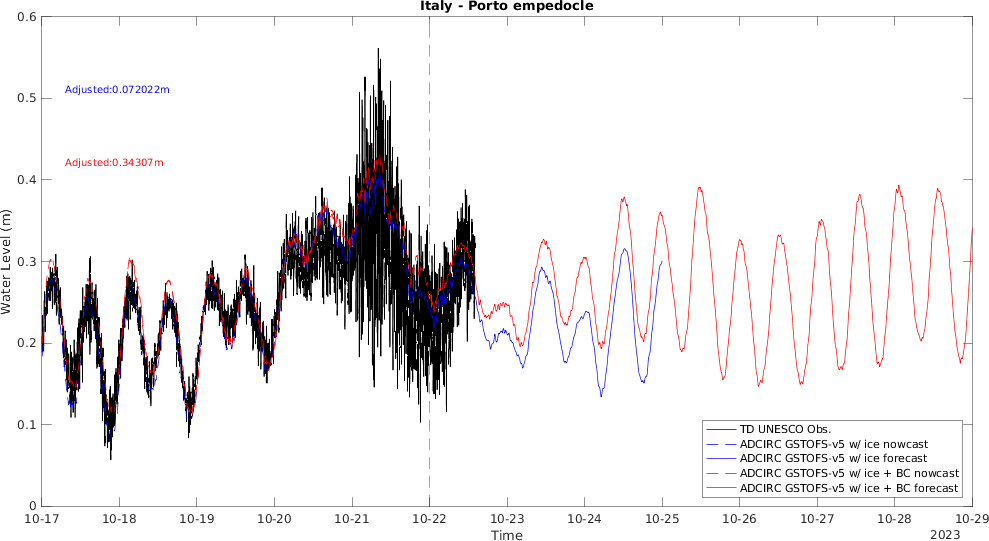 Italy - Porto empedocle
0.6
0.5
0.4
0.3
0.2
0.1
0
Water Level (m)
Adjusted:0.072022m
Adjusted:0.34307m
TD UNESCO Obs.
ADCIRC GSTOFS-v5 w/ ice nowcast
ADCIRC GSTOFS-v5 w/ ice forecast
ADCIRC GSTOFS-v5 w/ ice + BC nowcast
ADCIRC GSTOFS-v5 w/ ice + BC forecast
10-17 10-18 10-19 10-20 10-21 10-22 10-23 10-24 10-25 10-26 10-27 10-28 10-29
Time
2023